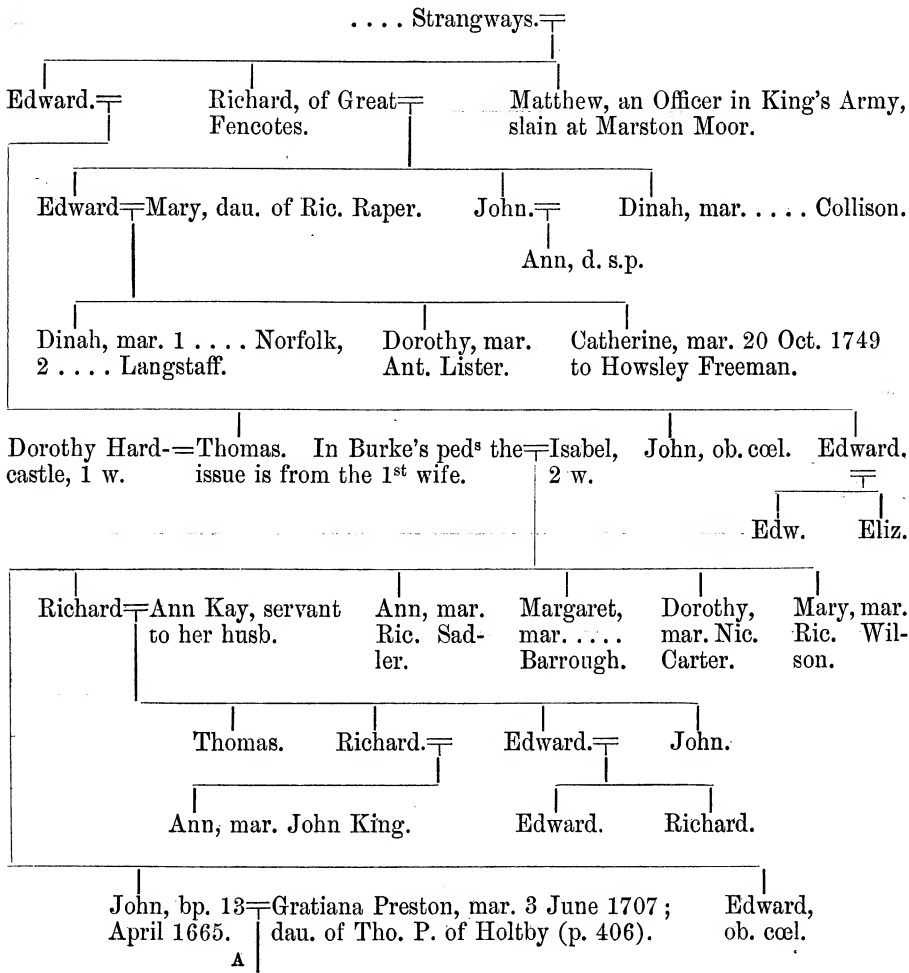 . . . . Strangways.
Edward. Richard, of Great Matthew, an Officer in King's Army,
Fencotes. slain at Marston Moor.
Edward Mary, dau. of Ric. Raper. John. Dinah, mar. . . . . Collison.
Ann, d. s.p.
Dinah, mar. 1 . . . . Norfolk, Dorothy, mar. Catherine, mar. 20 Oct. 1749
2 . . . . Langstaff. Ant. Lister. to Howsley Freeman.
Dorothy Hard-=Thomas. In Burke's peds the Isabel, John, ob. cœl. Edward.
castle, 1 w. issue is from the 1st wife. 2 w.
Edw. Eliz.
Richard Ann Kay, servant Ann, mar. Margaret, Dorothy, Mary, mar.
to her husb. Ric. Sad- mar. . . . . mar. Nic. Ric. Wil-
ler. Barrough. Carter. son.
Thomas. Richard. Edward. John.
Ann, mar. John King. Edward. Richard.
John, bp. 13 Gratiana Preston, mar. 3 June 1707 ; Edward,
April 1665. dau. of Tho. P. of Holtby (p. 406). ob. cœl.
A